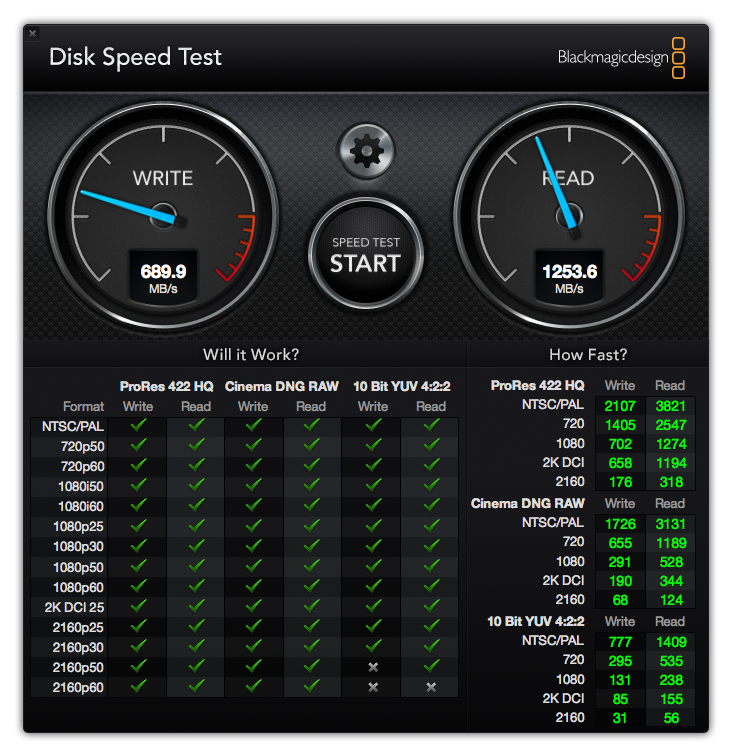 Disk Speed Test
Blackmagicdesign
WRITE
689.9
MB/s
SPEED TEST
START
READ
1253.6
MB/s
Will it Work?
ProRes 422 HQ Cinema DNG RAW 10 Bit YUV 4:2:2
Format Write Read Write Read Write Read
NTSC/PAL
720p50
720p60
1080i50
1080i60
1080p25
1080p30
1080p50
1080p60
2K DCI 25
2160p25
2160p30
2160p50
2160p60
How Fast?
ProRes 422 HQ Write Read
NTSC/PAL 2107 3821
720 1405 2547
1080 702 1274
2K DCI 658 1194
2160 176 318
Cinema DNG RAW Write Read
NTSC/PAL 1726 3131
720 655 1189
1080 291 528
2K DCI 190 344
2160 68 124
10 Bit YUV 4:2:2 Write Read
NTSC/PAL 777 1409
720 295 535
1080 131 238
2K DCI 85 155
2160 31 56